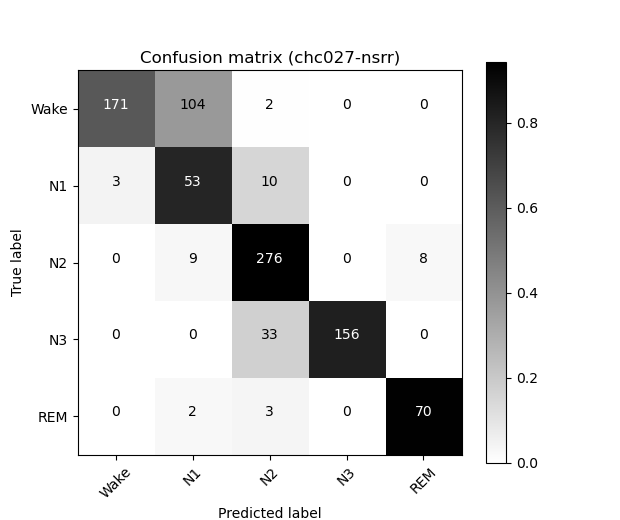 Confusion matrix (chc027-nsrr)
True label
Wake 171 104 2 0 0
N1 3 53 10 0 0
N2 0 9 276 0 8
N3 0 0 33 156 0
REM 0 2 3 0 70
Wake N1 N2 N3 REM
Predicted label
0.8
0.6
0.4
0.2
0.0